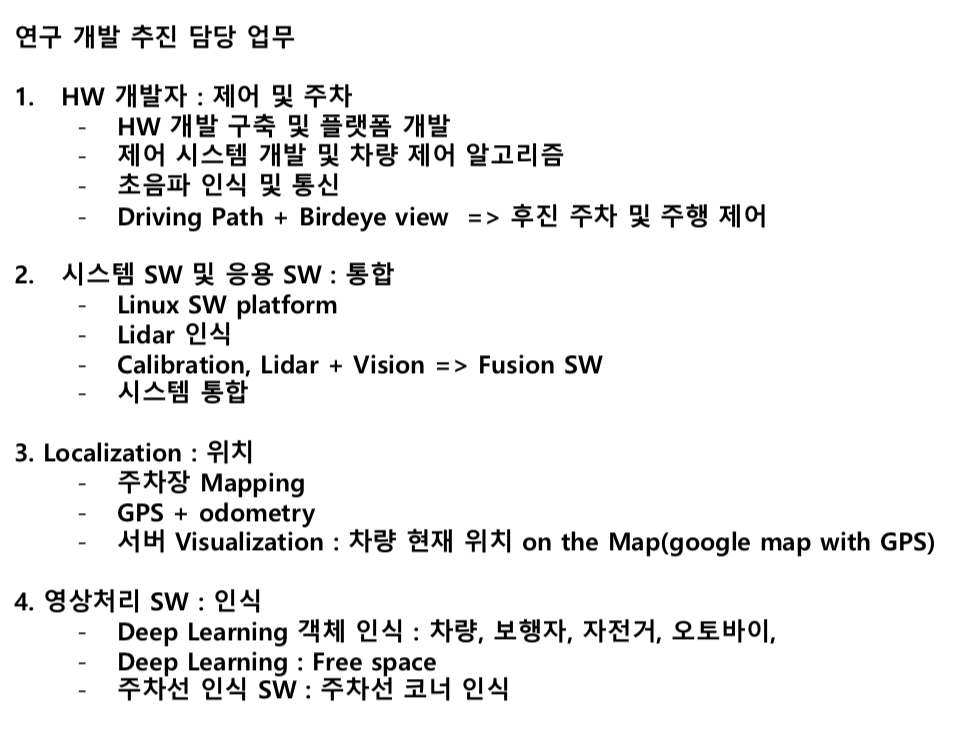 연구 개발 추진 담당 업무
1. HW 개발자 : 제어 및 주차
- HW 개발 구축 및 플랫폼 개발
- 제어 시스템 개발 및 차량 제어 알고리즘
- 초음파 인식 및 통신
- Driving Path + Birdeye view => 후진 주차 및 주행 제어
2. 시스템 SW 및 응용 SW : 통합
- Linux SW platform
- Lidar 인식
- Calibration, Lidar + Vision => Fusion SW
- 시스템 통합
3. Localization : 위치
- 주차장 Mapping
- GPS + odometry
- 서버 Visualization : 차량 현재 위치 on the Map(google map with GPS)
4. 영상처리 SW : 인식
- Deep Learning 객체 인식 : 차량, 보행자, 자전거, 오토바이,
- Deep Learning : Free space
- 주차선 인식 SW : 주차선 코너 인식